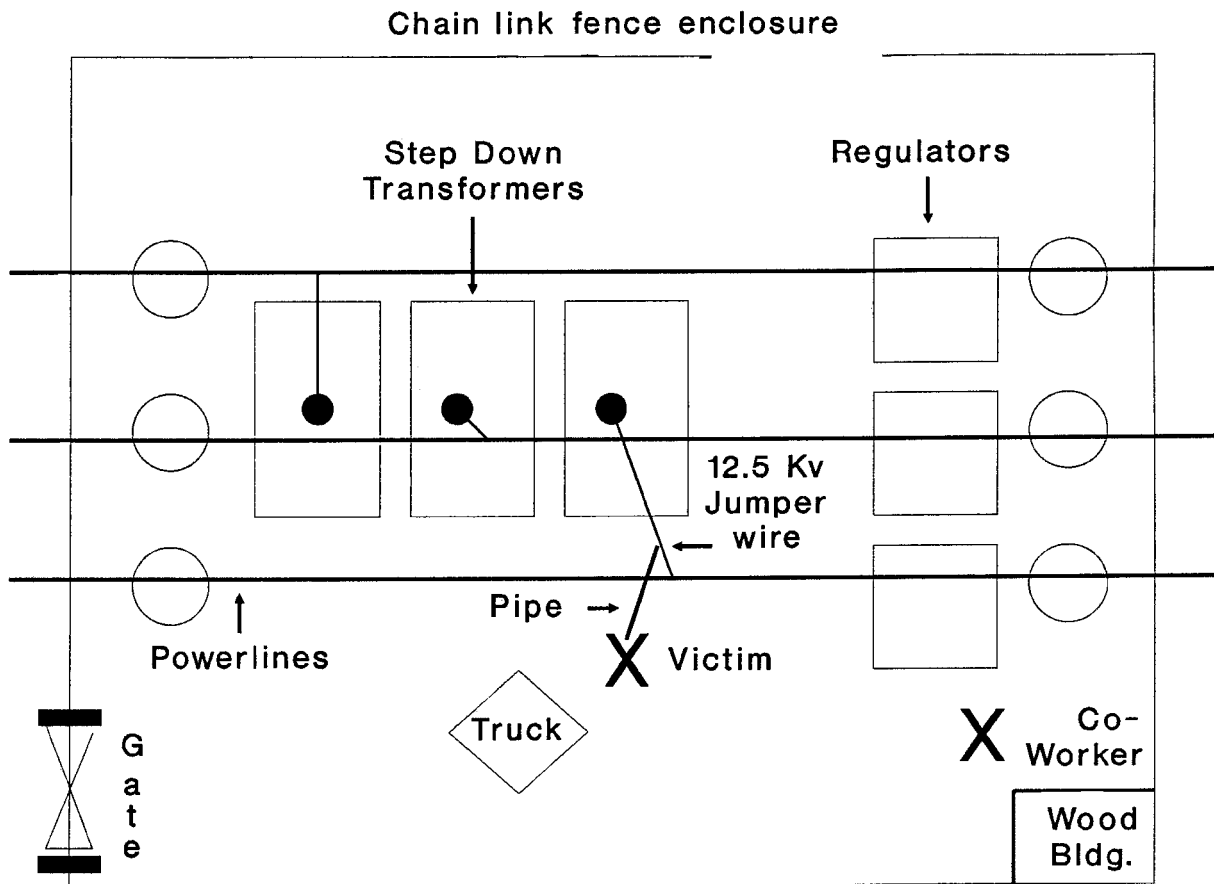 Chain link fence enclosure
Step Down
Transformers
Regulators
12.5 Kv
Jumper
wire
Pipe
Powerlines
X Victim
Truck
G
a
t
e
X Co-
Worker
Wood
Bldg.